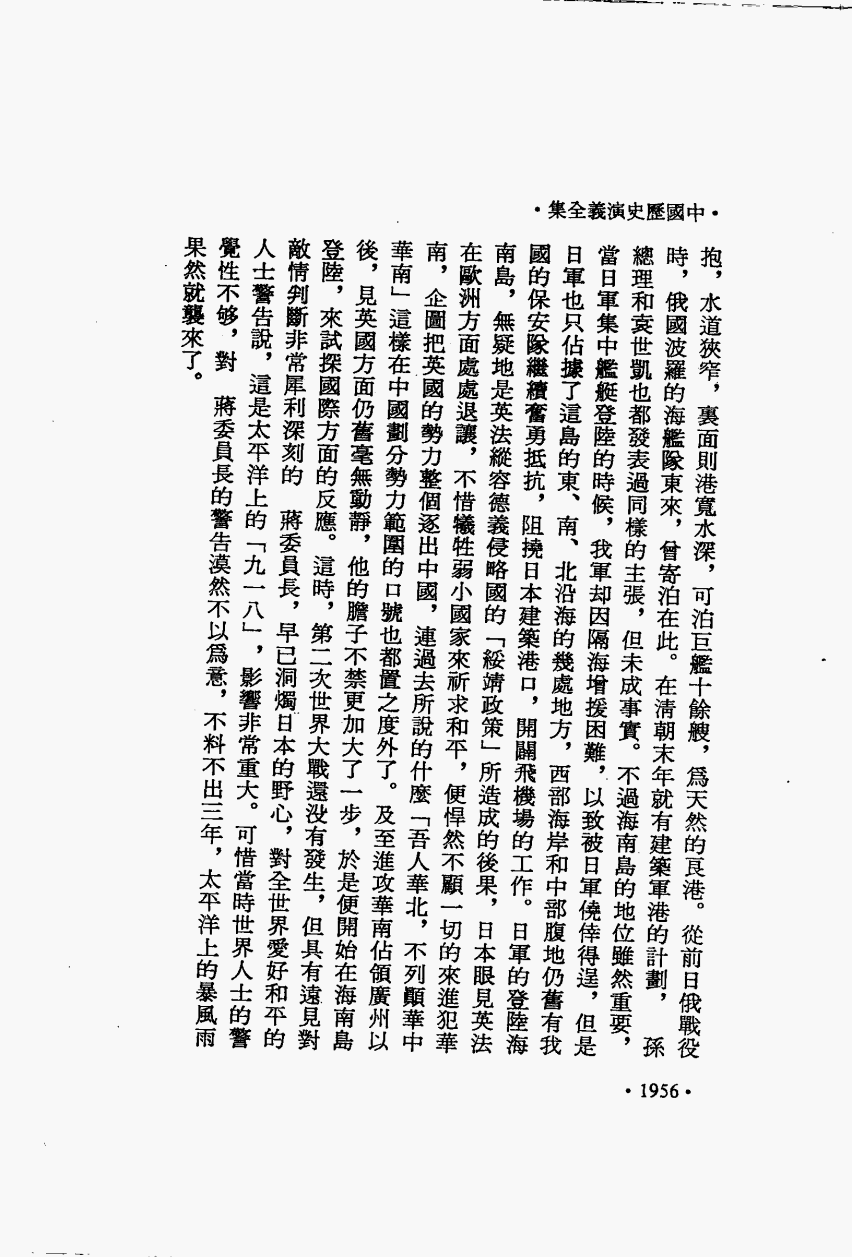 ·中國歷史演義全集·
抱，水道狹窄，裏面則港寬水深，可泊巨艦十餘艘，爲天然的良港。從前日俄戰役
時，俄國波羅的海艦隊東來，曾寄泊在此。在清朝末年就有建築軍港的計劃，　孫
總理和袁世凱也都發表過同樣的主張，但未成事實。不過海南島的地位雖然重要，
當日軍集中艦艇登陸的時候，我軍却因隔海增援困難，以致被日軍僥倖得逞，但是
日軍也只佔據了這島的東、南、北沿海的幾處地方，西部海岸和中部腹地仍舊有我
國的保安隊繼續奮勇抵抗，阻撓日本建築港口，開闢飛機場的工作。日軍的登陸海
南島，無疑地是英法縱容德義侵略國的「綏靖政策」所造成的後果，日本眼見英法
在歐洲方面處處退讓，不惜犧牲弱小國家來祈求和平，便悍然不顧一切的來進犯華
南，企圖把英國的勢力整個逐出中國，連過去所說的什麼「吾人華北，不列顛華中
華南」這樣在中國劃分勢力範圍的口號也都置之度外了。及至進攻華南佔領廣州以
後，見英國方面仍舊毫無動靜，他的膽子不禁更加大了一步，於是便開始在海南島
登陸，來試探國際方面的反應。這時，第二次世界大戰還没有發生，但具有遠見對
敵情判斷非常犀利深刻的　蔣委員長，早已洞燭日本的野心，對全世界愛好和平的
人士警告說，這是太平洋上的「九一八」，影響非常重大。可惜當時世界人士的警
覺性不够，對　蔣委員長的警告漠然不以爲意，不料不出三年，太平洋上的暴風雨
果然就襲來了。
·1956·